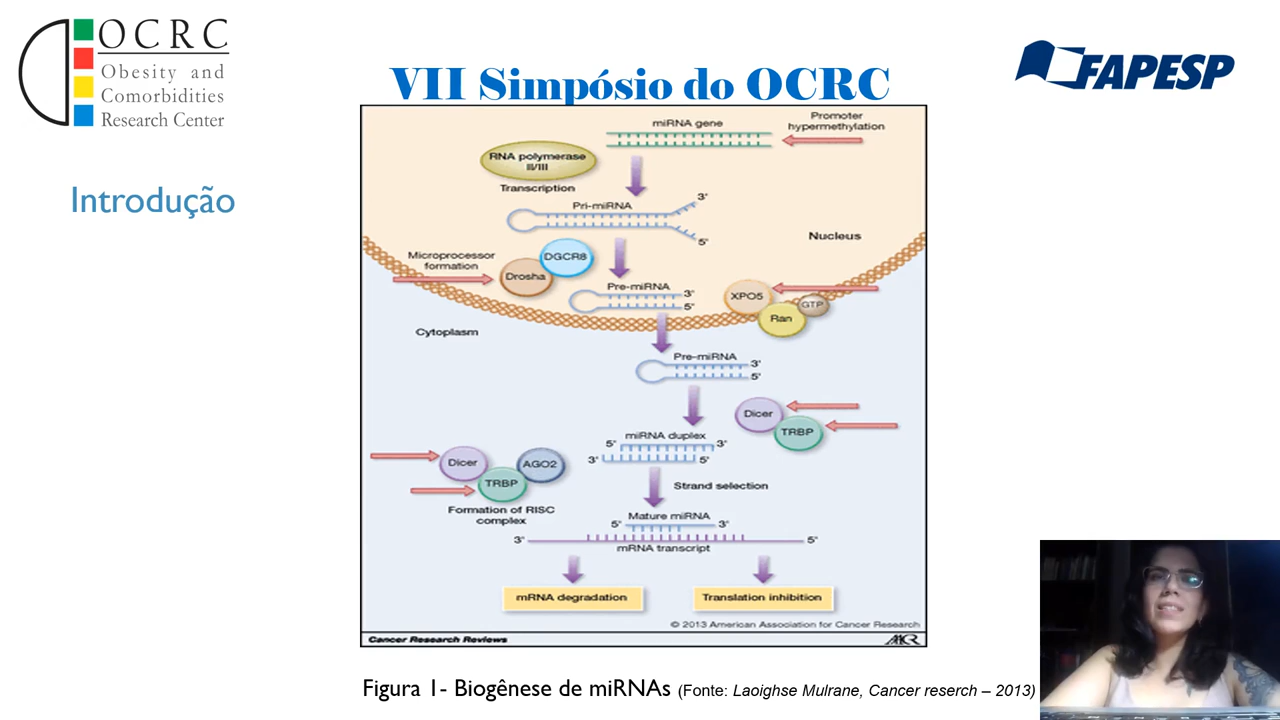 OCRC
Obesity and
Comorbidities
Research Center
VII Simpósio do OCRC
FAPESP
Introdução
miRNA gene
Promoter
hypermethylation
RNA polymerase
II/III
Transcription
Pri-miRNA
3'
5'
Nucleus
Microprocessor
formation
DGCR8
Drosha
Pre-miRNA
3'
5'
XPO5
GTP
Ran
Cytoplasm
Pre-miRNA
3'
5'
Dicer
TRBP
miRNA duplex
5'
3'
3'
5'
Dicer
AGO2
TRBP
Strand selection
Formation of RISC
complex
Mature miRNA
5'
3'
3'
5'
mRNA transcript
mRNA degradation
Translation inhibition
© 2013 American Association for Cancer Research
Cancer Research Reviews
AACR
Figura 1- Biogênese de miRNAs (Fonte: Laoighse Mulrane, Cancer reserch – 2013)